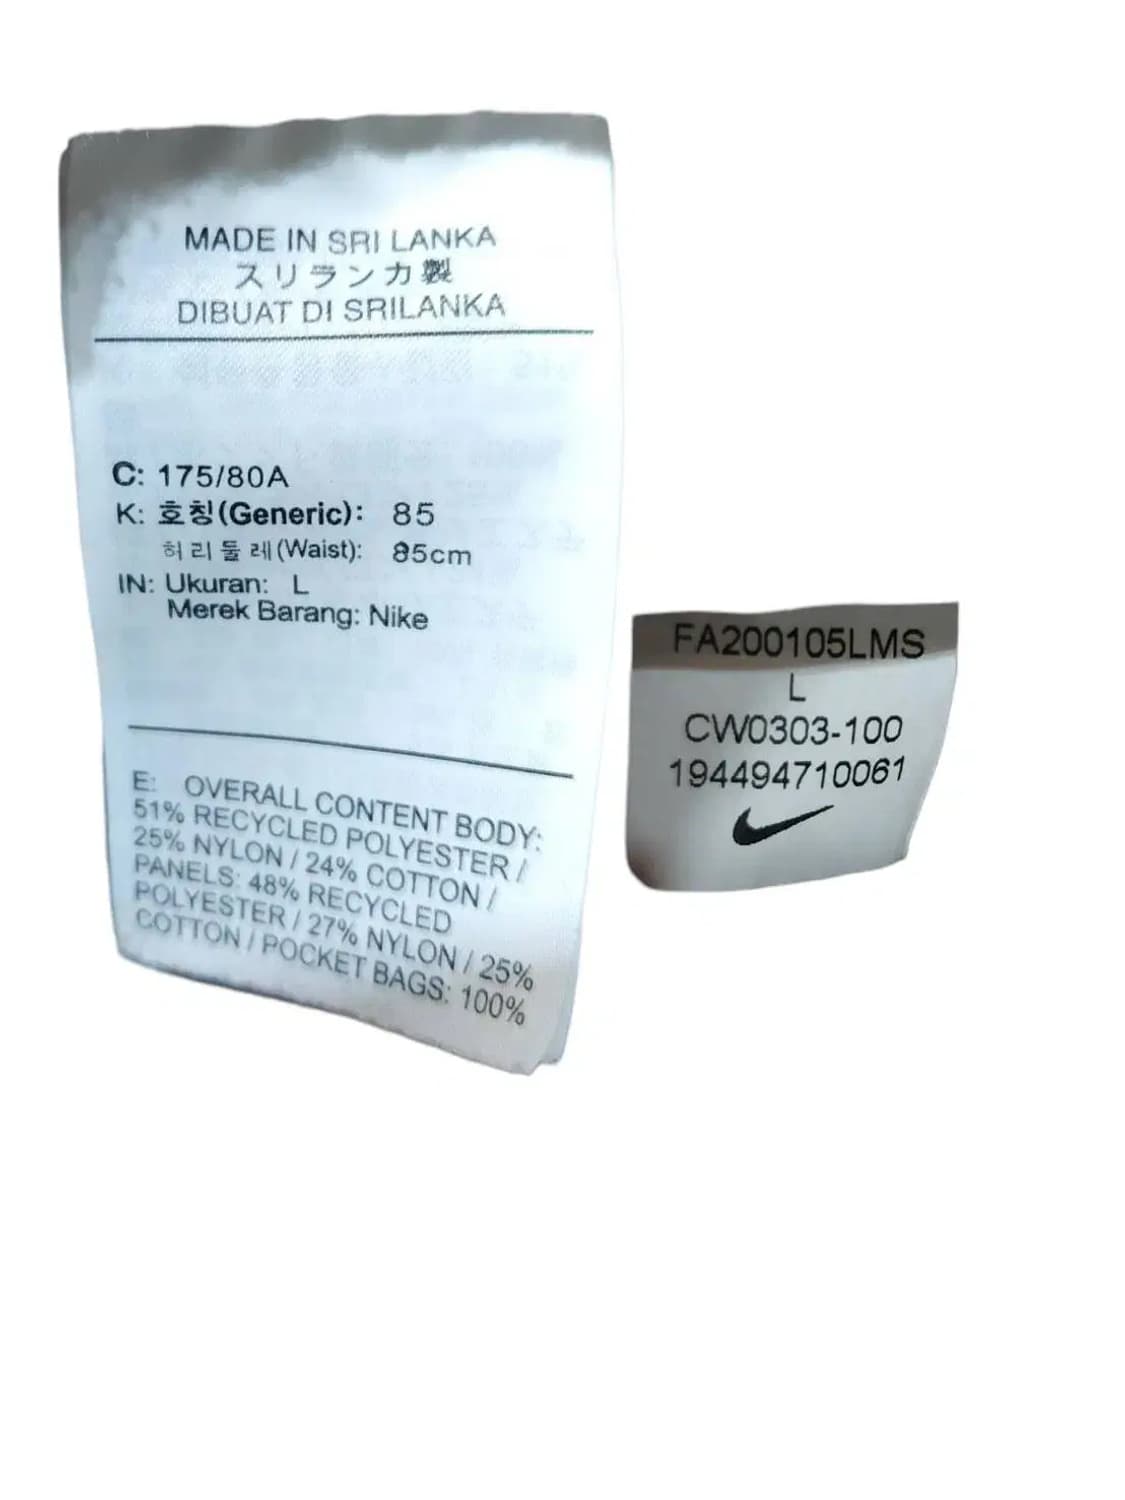 MADE IN SRI LANKA
スリランカ製
DIBUAT DI SRILANKA
C: 175/80A
K: 호칭(Generic): 85
허리둘레(Waist): 85cm
IN: Ukuran: L
Merek Barang: Nike
E: OVERALL CONTENT BODY:
51% RECYCLED POLYESTER /
25% NYLON / 24% COTTON /
PANELS: 48% RECYCLED
POLYESTER / 27% NYLON / 25%
COTTON / POCKET BAGS: 100%
FA200105LMS
L
CW0303-100
194494710061